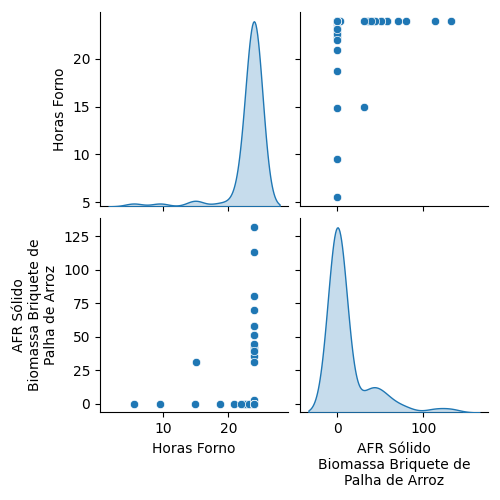 Horas Forno
20
15
10
5
AFR Sólido
Biomassa Briquete de
Palha de Arroz
125
100
75
50
25
0
10
20
Horas Forno
0
100
AFR Sólido
Biomassa Briquete de
Palha de Arroz